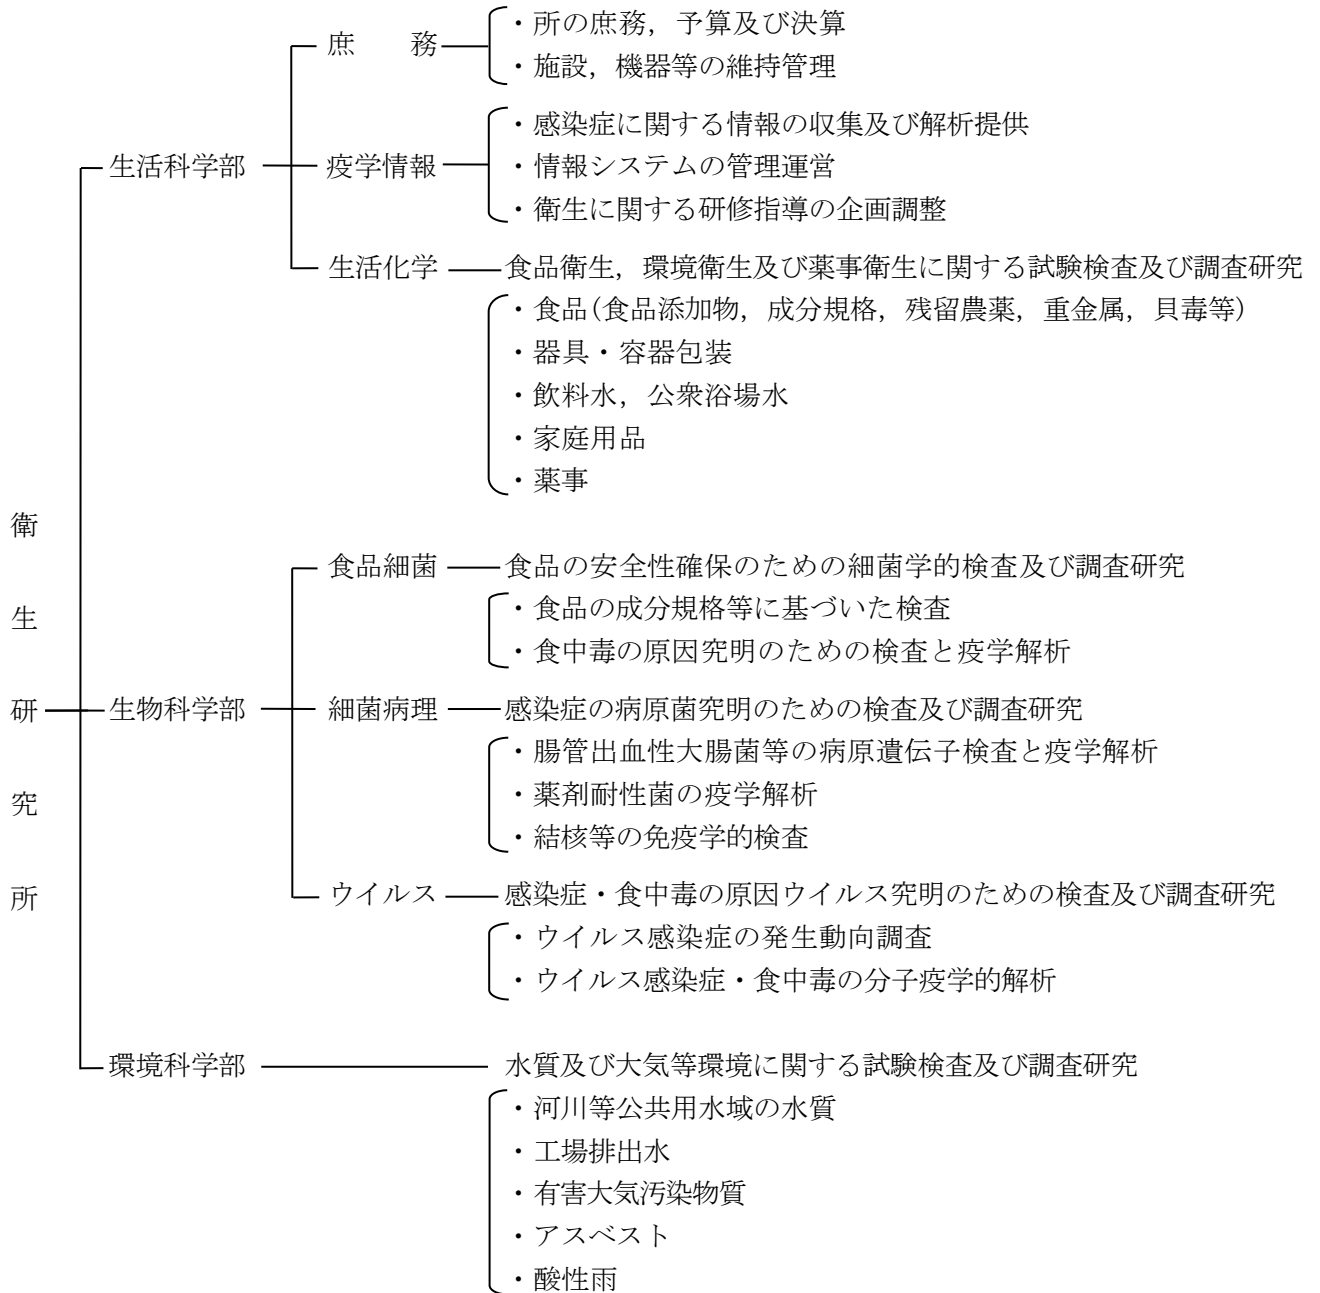 衛生研究所
生活科学部
庶　　務
・所の庶務，予算及び決算
・施設，機器等の維持管理
疫学情報
・感染症に関する情報の収集及び解析提供
・情報システムの管理運営
・衛生に関する研修指導の企画調整
生活化学
食品衛生，環境衛生及び薬事衛生に関する試験検査及び調査研究
・食品(食品添加物，成分規格，残留農薬，重金属，貝毒等)
・器具・容器包装
・飲料水，公衆浴場水
・家庭用品
・薬事
生物科学部
食品細菌
食品の安全性確保のための細菌学的検査及び調査研究
・食品の成分規格等に基づいた検査
・食中毒の原因究明のための検査と疫学解析
細菌病理
感染症の病原菌究明のための検査及び調査研究
・腸管出血性大腸菌等の病原遺伝子検査と疫学解析
・薬剤耐性菌の疫学解析
・結核等の免疫学的検査
ウイルス
感染症・食中毒の原因ウイルス究明のための検査及び調査研究
・ウイルス感染症の発生動向調査
・ウイルス感染症・食中毒の分子疫学的解析
環境科学部
水質及び大気等環境に関する試験検査及び調査研究
・河川等公共用水域の水質
・工場排出水
・有害大気汚染物質
・アスベスト
・酸性雨